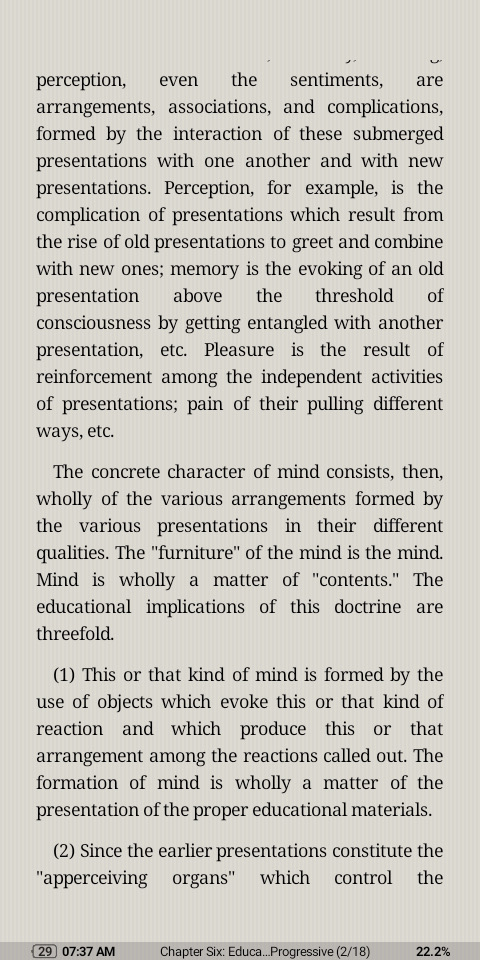 perception, even the sentiments, are
arrangements, associations, and complications,
formed by the interaction of these submerged
presentations with one another and with new
presentations. Perception, for example, is the
complication of presentations which result from
the rise of old presentations to greet and combine
with new ones; memory is the evoking of an old
presentation above the threshold of
consciousness by getting entangled with another
presentation, etc. Pleasure is the result of
reinforcement among the independent activities
of presentations; pain of their pulling different
ways, etc.
The concrete character of mind consists, then,
wholly of the various arrangements formed by
the various presentations in their different
qualities. The "furniture" of the mind is the mind.
Mind is wholly a matter of "contents." The
educational implications of this doctrine are
threefold.
(1) This or that kind of mind is formed by the
use of objects which evoke this or that kind of
reaction and which produce this or that
arrangement among the reactions called out. The
formation of mind is wholly a matter of the
presentation of the proper educational materials.
(2) Since the earlier presentations constitute the
"apperceiving organs" which control the
29 07:37 AM Chapter Six: Educa...Progressive (2/18) 22.2%